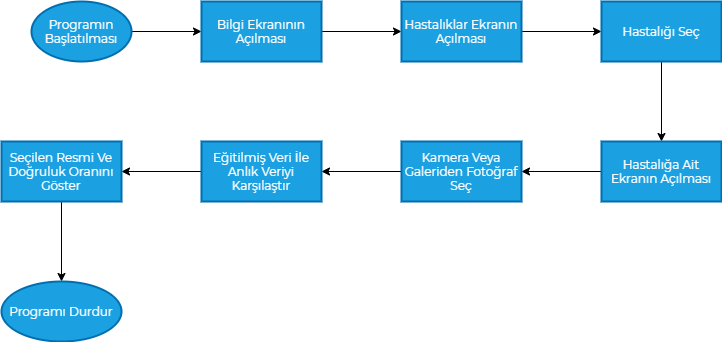 Programın
Başlatılması
Bilgi Ekranının
Açılması
Hastalıklar Ekranın
Açılması
Hastalığı Seç
Hastalığa Ait
Ekranın Açılması
Kamera Veya
Galeriden Fotoğraf
Seç
Eğitilmiş Veri İle
Anlık Veriyi
Karşılaştır
Seçilen Resmi Ve
Doğruluk Oranını
Göster
Programı Durdur